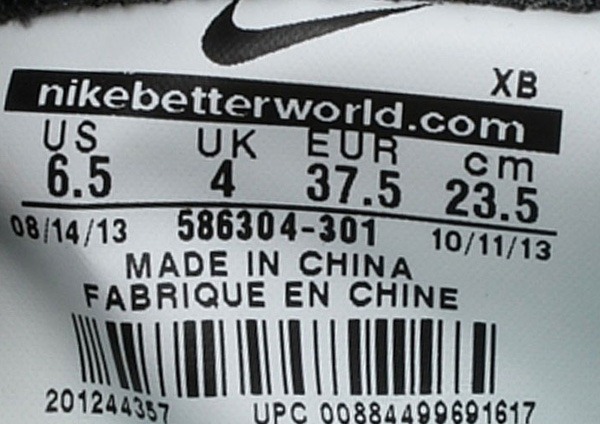 XB
nikebetterworld.com
US UK EUR cm
6.5 4 37.5 23.5
08/14/13 586304-301 10/11/13
MADE IN CHINA
FABRIQUE EN CHINE
201244357 UPC 00884499691617